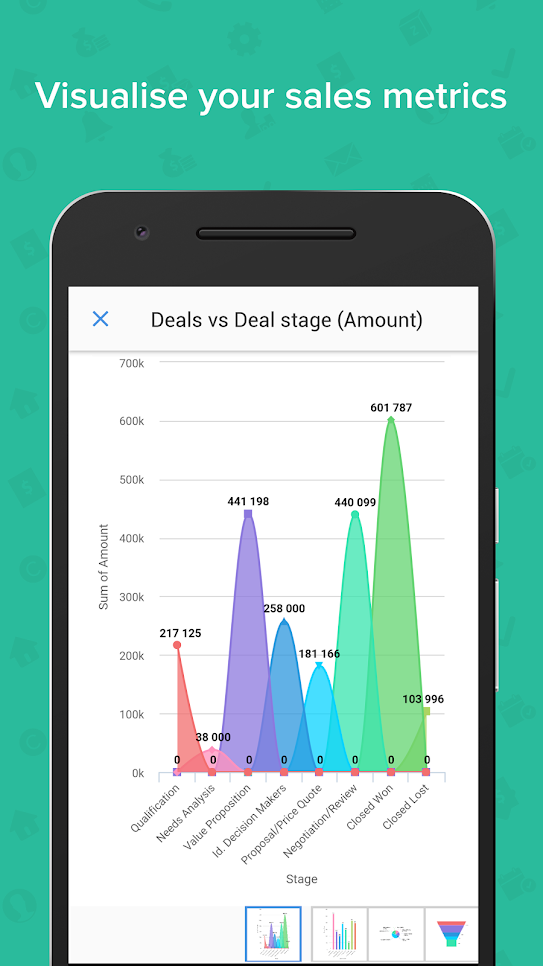 Visualise your sales metrics
Deals vs Deal stage (Amount)
700k
600k
500k
400k
300k
200k
100k
0k
Sum of Amount
217 125
38 000
441 198
258 000
181 166
440 099
601 787
103 996
0
0
0
0
0
0
0
0
Qualification
Needs Analysis
Value Proposition
Id. Decision Makers
Proposal/Price Quote
Negotiation/Review
Closed Won
Closed Lost
Stage